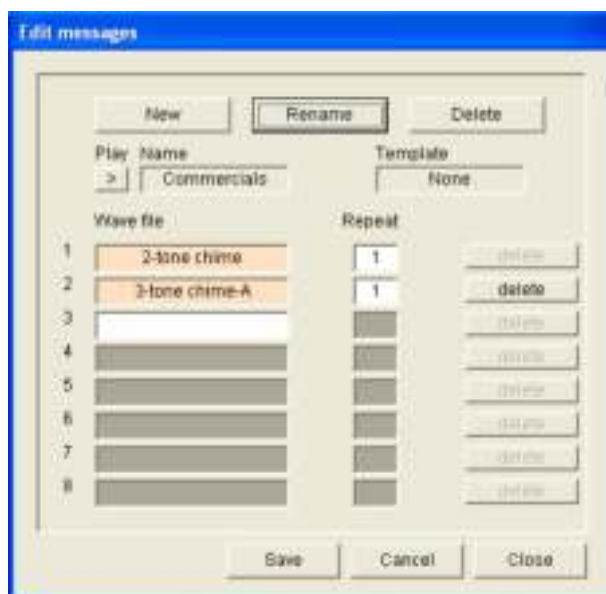 Edit messages
New Rename Delete
Play Name Template
> Commercials None
Wave file Repeat
1 2-tone chime 1 delete
2 3-tone chime-A 1 delete
3 delete
4 delete
5 delete
6 delete
7 delete
8 delete
Save Cancel Close